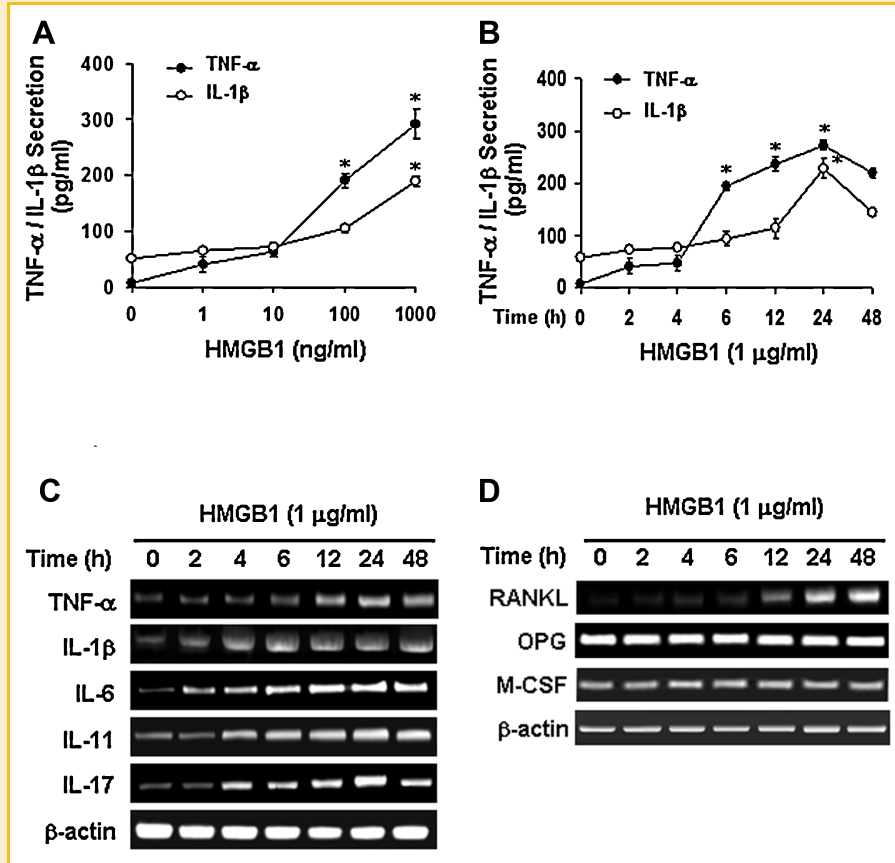 A
TNF-α / IL-1β Secretion
(pg/ml)
400
300
200
100
0
TNF-α
IL-1β
*
*
*
0 1 10 100 1000
HMGB1 (ng/ml)
B
TNF-α / IL-1β Secretion
(pg/ml)
400
300
200
100
0
TNF-α
IL-1β
*
*
*
*
Time (h) 0 2 4 6 12 24 48
HMGB1 (1 μg/ml)
C
HMGB1 (1 μg/ml)
Time (h) 0 2 4 6 12 24 48
TNF-α
IL-1β
IL-6
IL-11
IL-17
β-actin
D
HMGB1 (1 μg/ml)
Time (h) 0 2 4 6 12 24 48
RANKL
OPG
M-CSF
β-actin